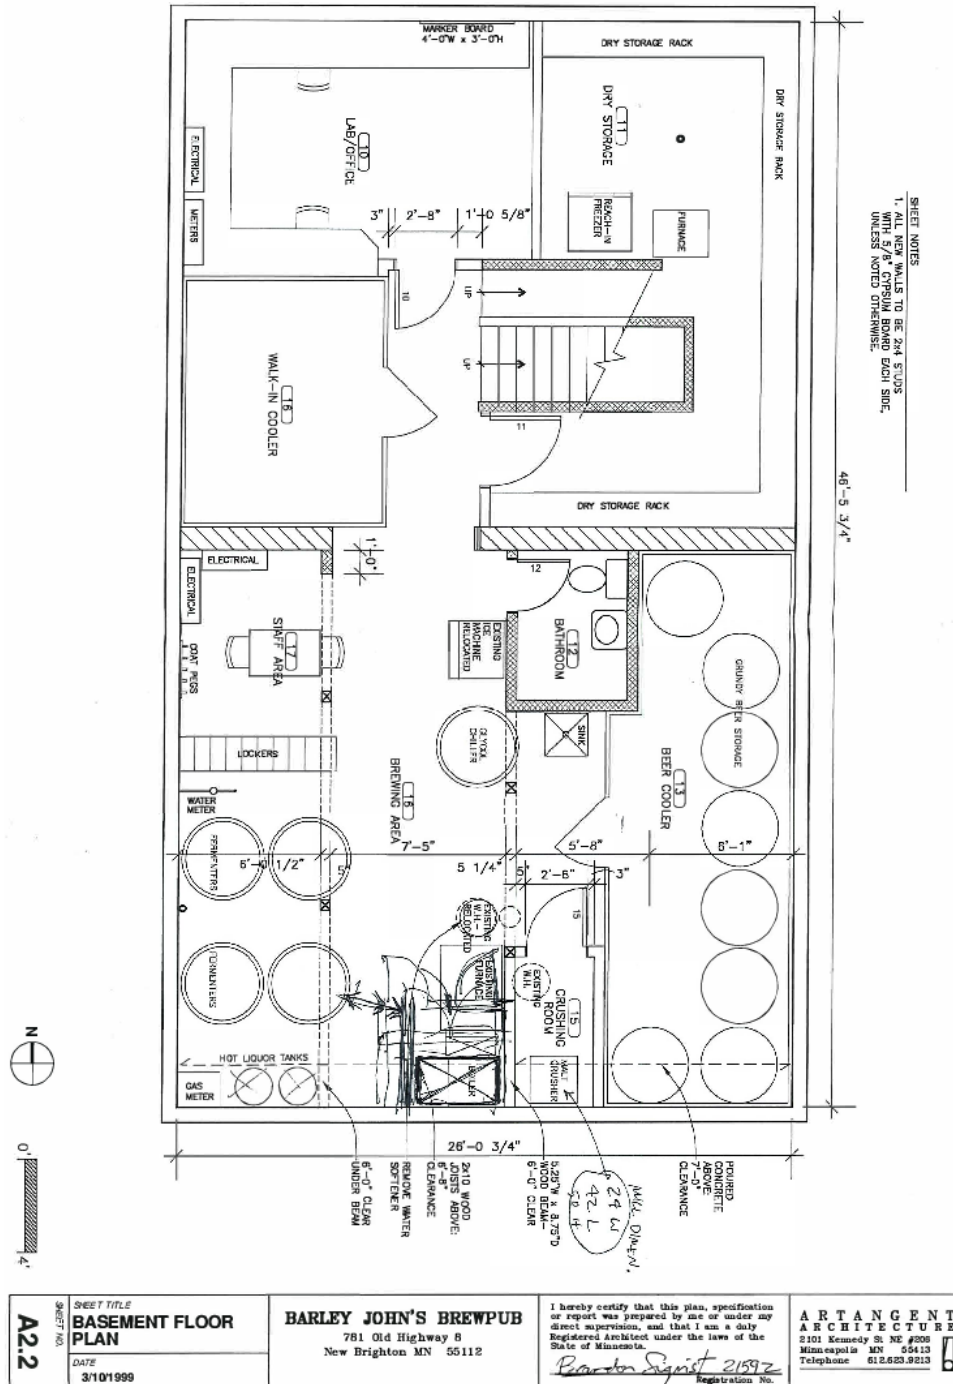 MARKER BOARD
4'-0"W x 3'-0"H
DRY STORAGE RACK
DRY STORAGE RACK
11
DRY STORAGE
10
LAB/OFFICE
ELECTRICAL
METERS
3"
2'-8"
1'-0 5/8"
REACH-IN
FREEZER
FURNACE
SHEET NOTES
1. ALL NEW WALLS TO BE 2x4 STUDS
WITH 5/8" GYPSUM BOARD EACH SIDE,
UNLESS NOTED OTHERWISE.
10
UP
UP
16
WALK-IN COOLER
11
DRY STORAGE RACK
46'-5 3/4"
1'-0"
ELECTRICAL
ELECTRICAL
12
12
BATHROOM
17
STAFF AREA
COAT PEGS
EXISTING
ICE
MACHINE
RELOCATED
GRUNDY BEER STORAGE
GLYCOL
CHILLER
SINK
LOCKERS
16
BREWING AREA
13
BEER COOLER
WATER
METER
FERMENTERS
6'-0 1/2"
5"
7'-5"
5 1/4"
5'-8"
6'-1"
5"
2'-6"
3"
15
EXISTING
W.H.-
RELOCATED
FERMENTERS
EXISTING
FURNACE
EXISTING
W.H.
15
CRUSHING
ROOM
HOT LIQUOR TANKS
GAS
METER
BOILER
MALT
CRUSHER
N
26'-0 3/4"
6'-0" CLEAR
UNDER BEAM
REMOVE WATER
SOFTENER
2x10 WOOD
JOISTS ABOVE:
6'-8"
CLEARANCE
5.25"W x 8.75"D
WOOD BEAM-
6'-0" CLEAR
POURED
CONCRETE
ABOVE:
7'-0"
CLEARANCE
MILL DIMEN.
24 W
42 L
50 H
0'
4'
SHEET NO.
A2.2
SHEET TITLE
BASEMENT FLOOR
PLAN
DATE
3/10/1999
BARLEY JOHN'S BREWPUB
781 Old Highway 8
New Brighton MN 55112
I hereby certify that this plan, specification
or report was prepared by me or under my
direct supervision, and that I am a duly
Registered Architect under the laws of the
State of Minnesota.
Brandon Sigrist 21592
Registration No.
ARTANGENT
ARCHITECTURE
2101 Kennedy St NE #206
Minneapolis MN 55413
Telephone 612.623.9213